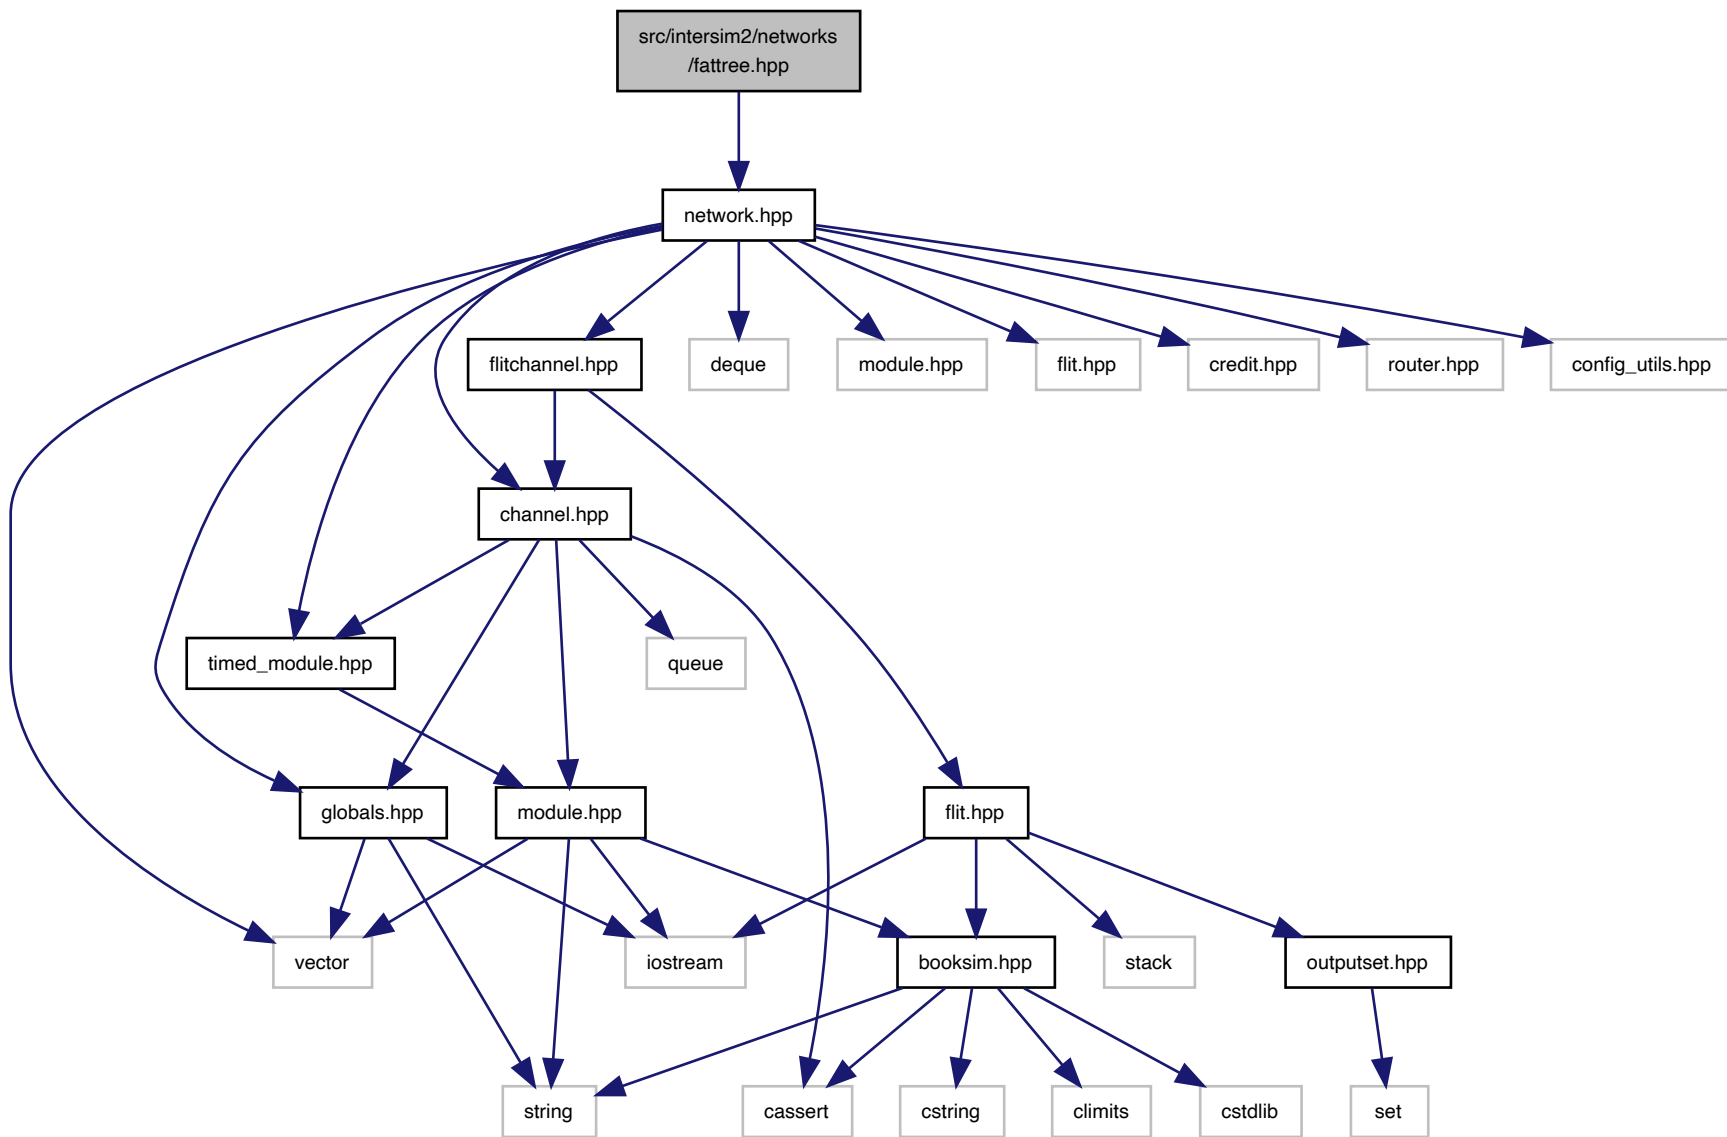 src/intersim2/networks
/fattree.hpp
network.hpp
flitchannel.hpp
deque
module.hpp
flit.hpp
credit.hpp
router.hpp
config_utils.hpp
channel.hpp
timed_module.hpp
queue
globals.hpp
module.hpp
flit.hpp
vector
iostream
booksim.hpp
stack
outputset.hpp
string
cassert
cstring
climits
cstdlib
set